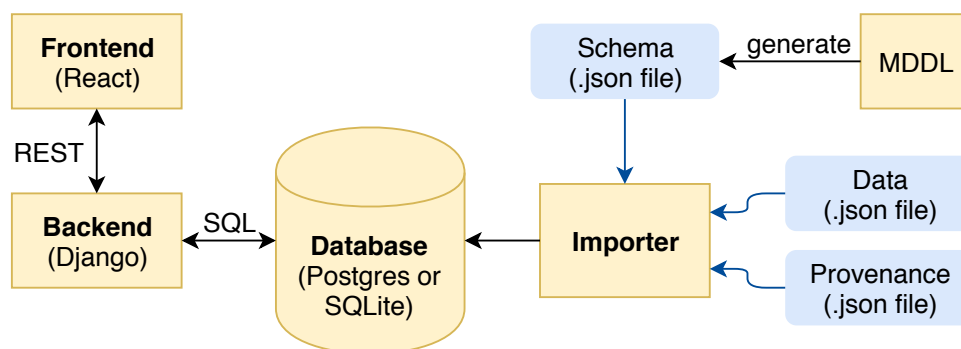 Frontend
(React)
REST
Backend
(Django)
SQL
Database
(Postgres or
SQLite)
Schema
(.json file)
generate
MDDL
Importer
Data
(.json file)
Provenance
(.json file)